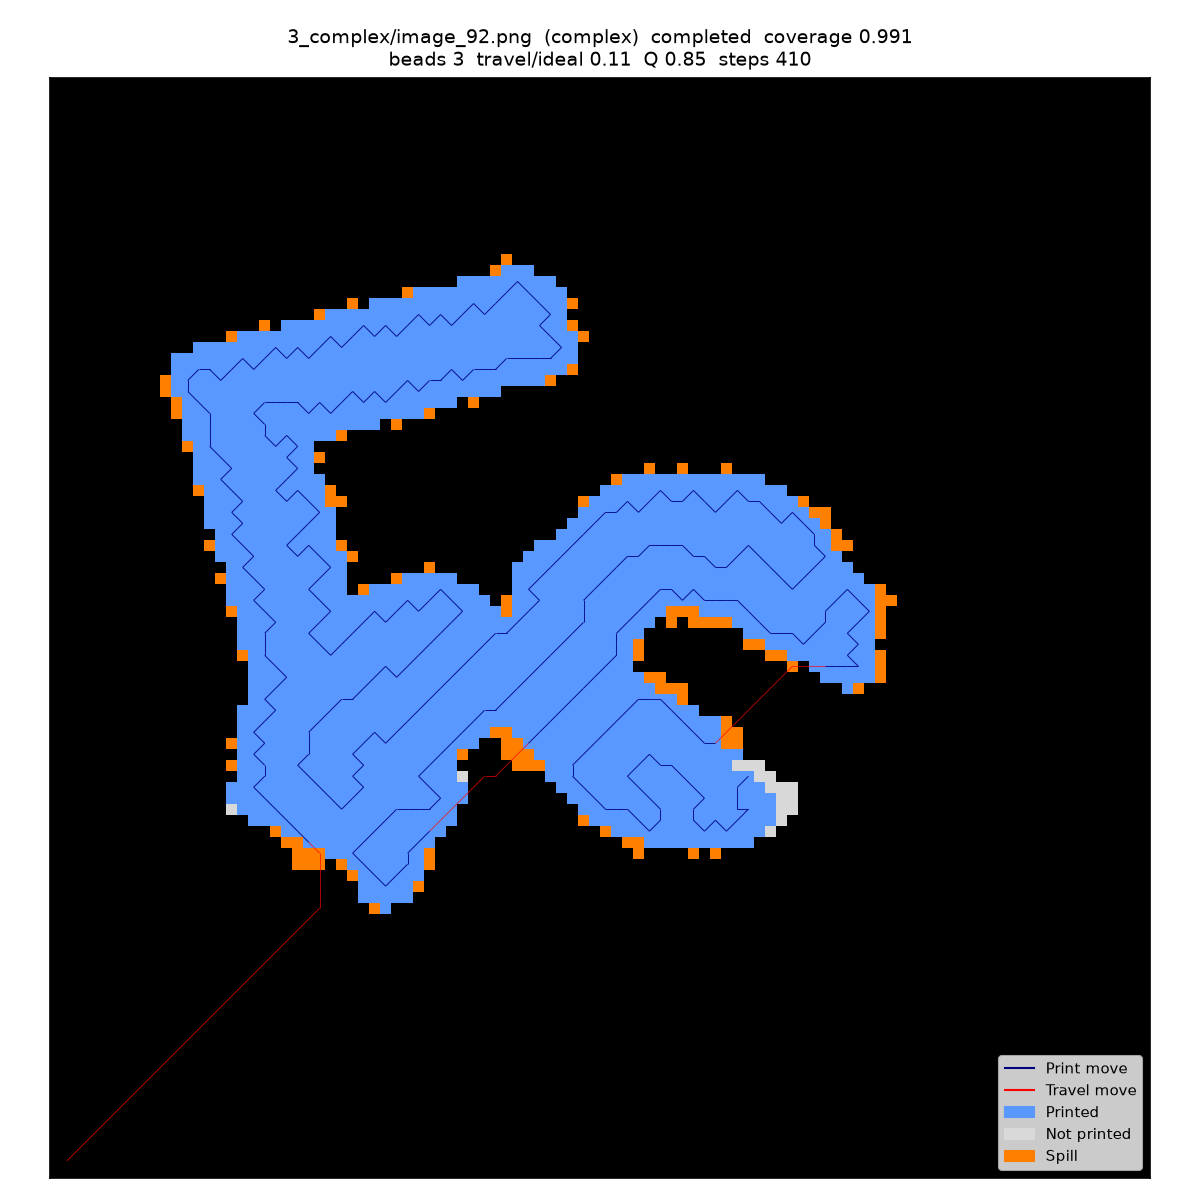 3_complex/image_92.png  (complex)  completed  coverage 0.991
beads 3  travel/ideal 0.11  Q 0.85  steps 410
Print move
Travel move
Printed
Not printed
Spill